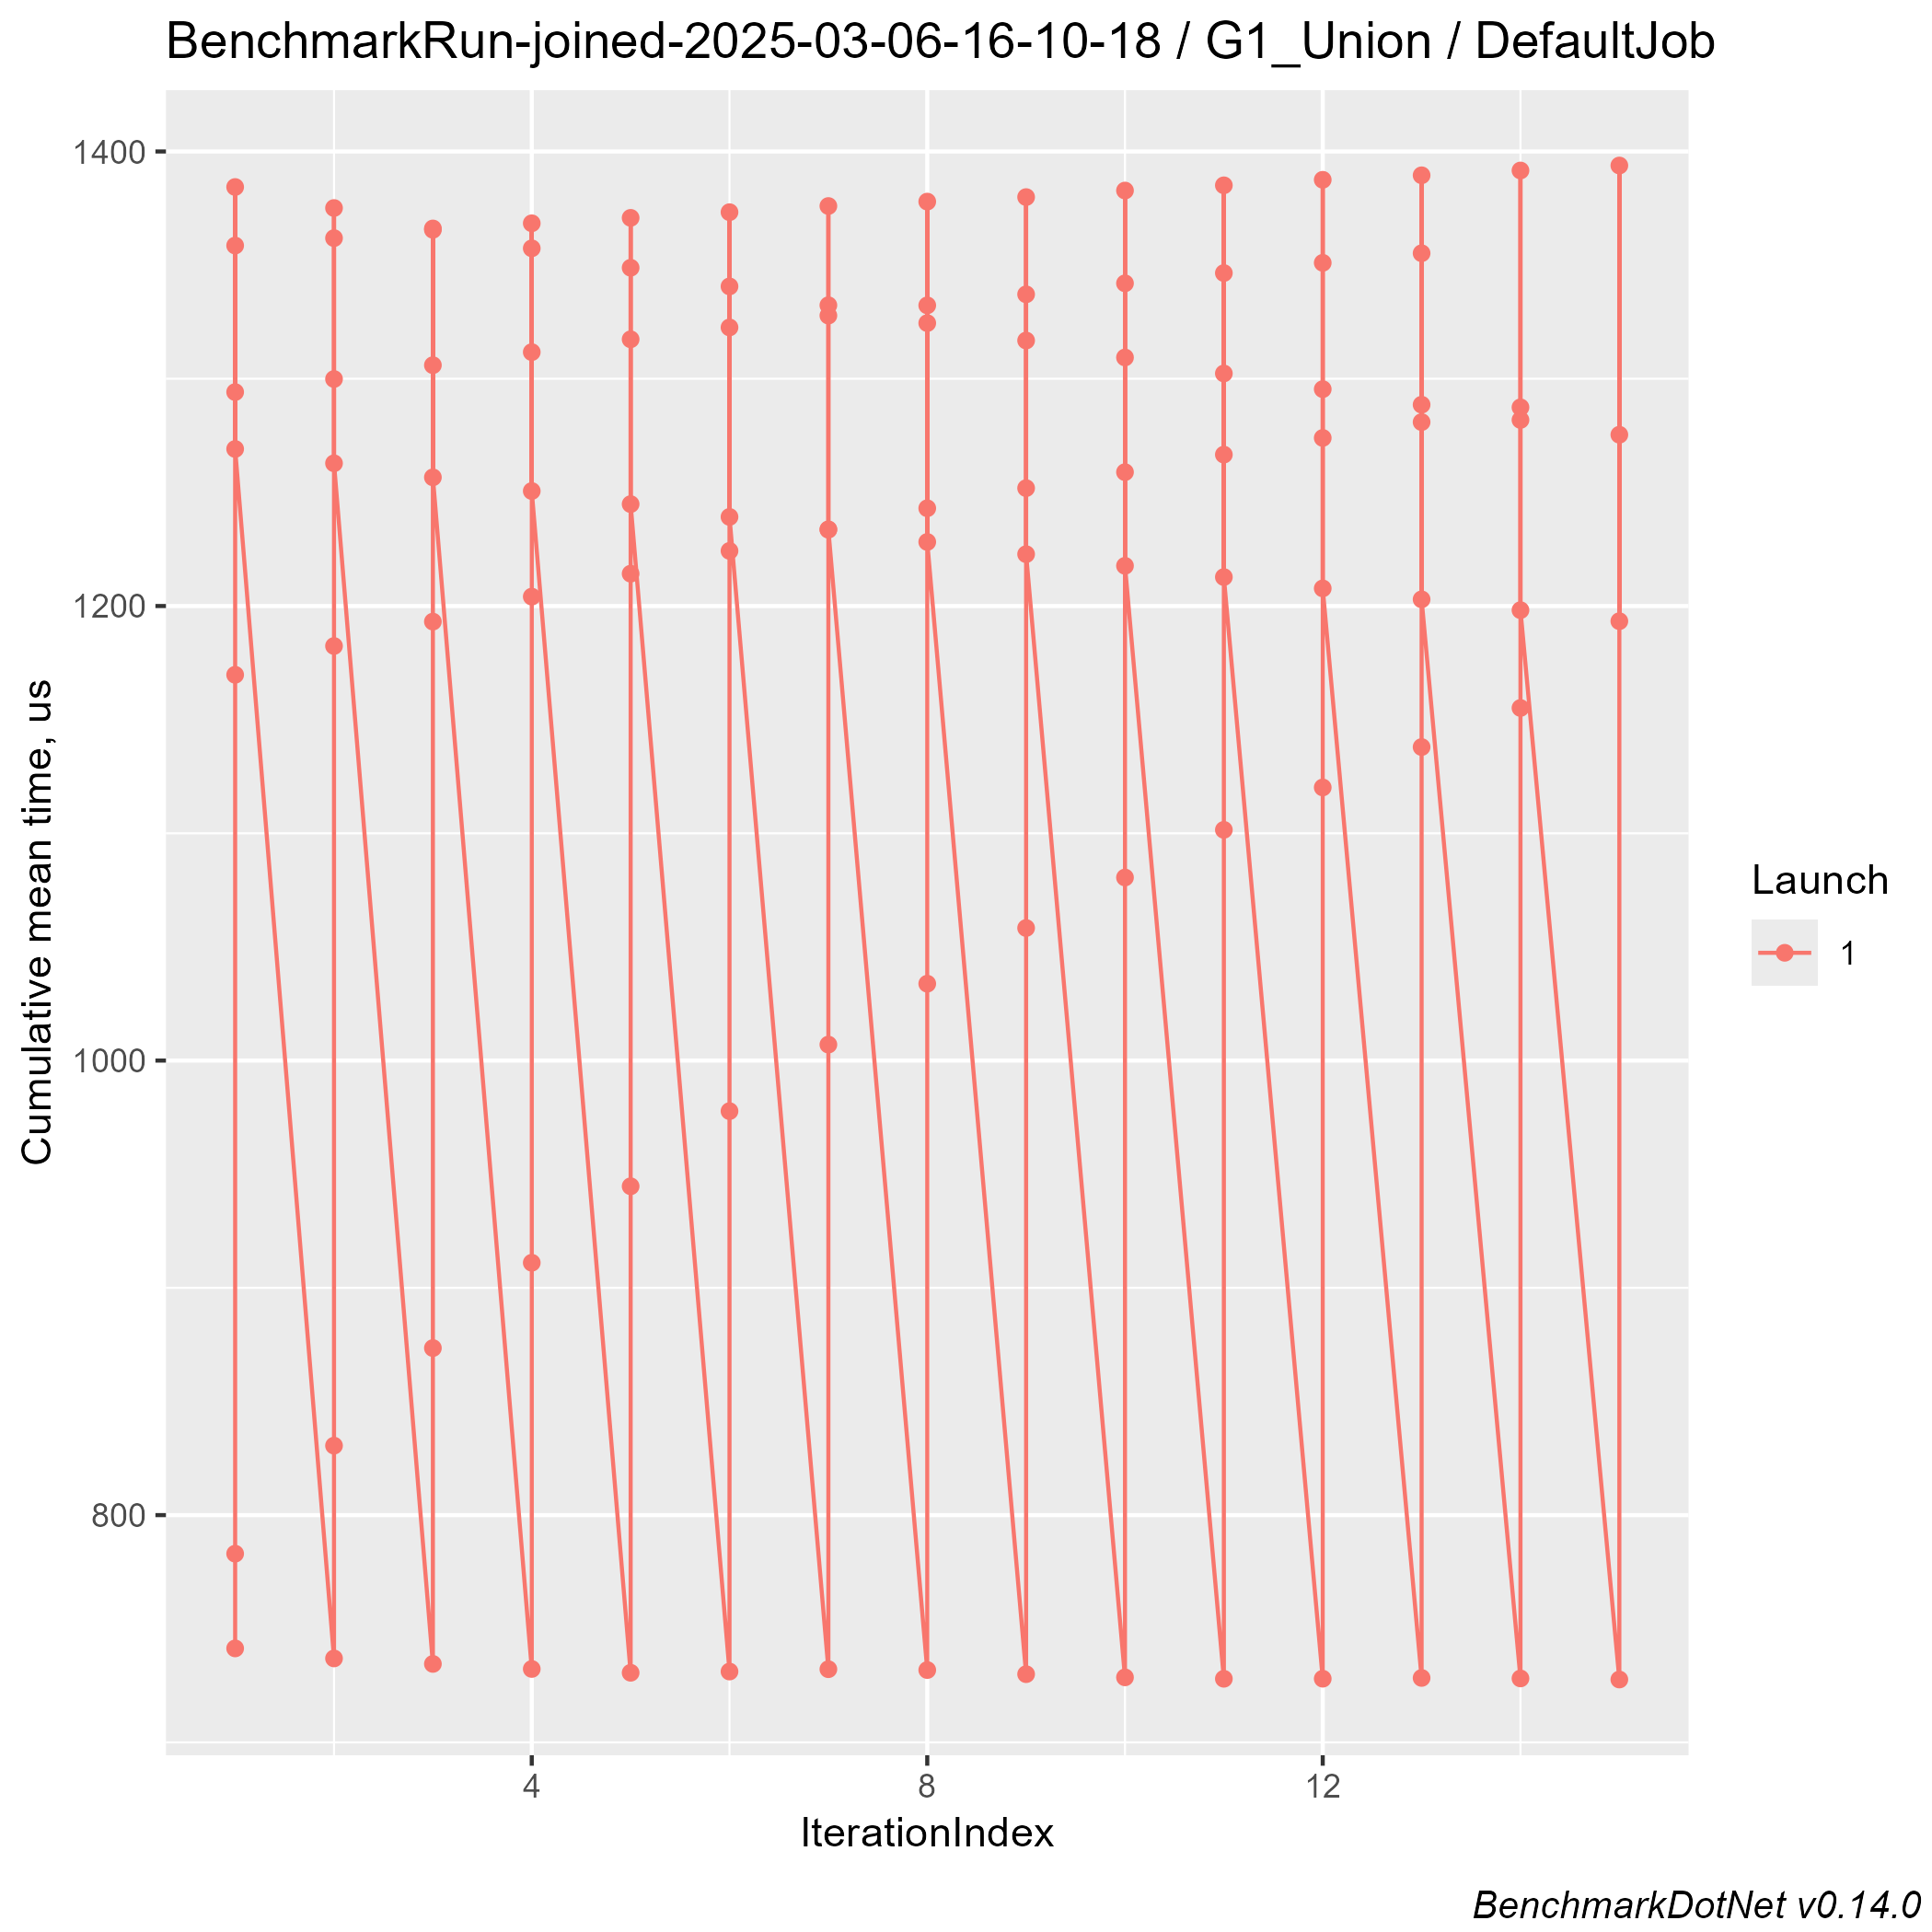 BenchmarkRun-joined-2025-03-06-16-10-18 / G1_Union / DefaultJob
Cumulative mean time, us
1400
1200
1000
800
4
8
12
IterationIndex
Launch
1
BenchmarkDotNet v0.14.0